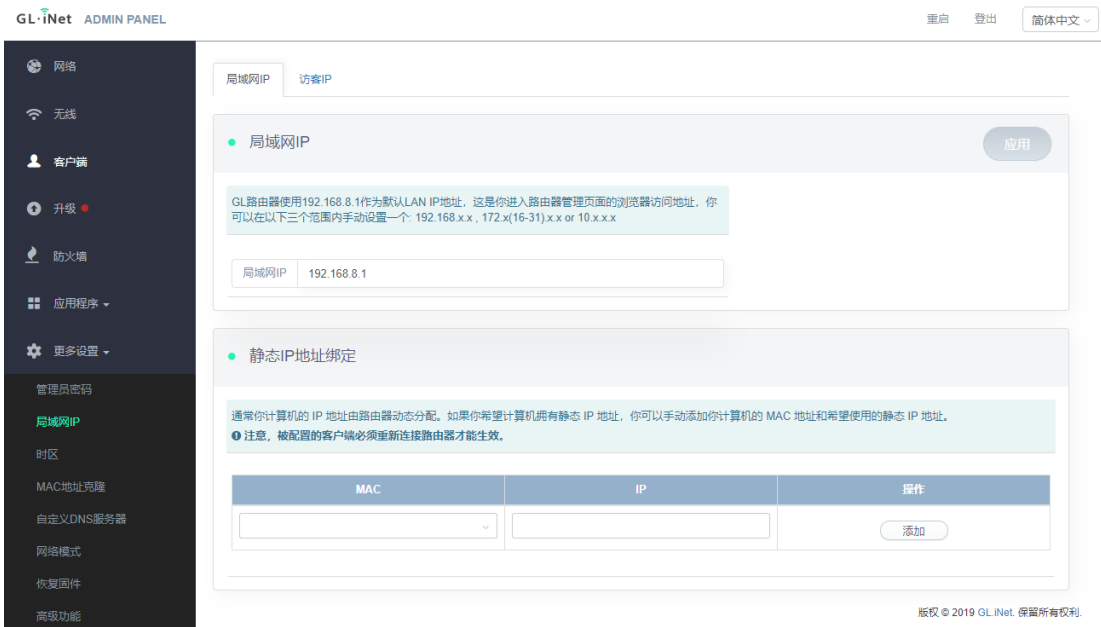 GL·iNet ADMIN PANEL
重启 登出 简体中文
网络
无线
客户端
升级
防火墙
应用程序
更多设置
管理员密码
局域网IP
时区
MAC地址克隆
自定义DNS服务器
网络模式
恢复固件
高级功能
局域网IP 访客IP
局域网IP
应用
GL路由器使用192.168.8.1作为默认LAN IP地址，这是你进入路由器管理页面的浏览器访问地址，你
可以在以下三个范围内手动设置一个: 192.168.x.x , 172.x(16-31).x.x or 10.x.x.x
局域网IP 192.168.8.1
静态IP地址绑定
通常你计算机的 IP 地址由路由器动态分配。如果你希望计算机拥有静态 IP 地址，你可以手动添加你计算机的 MAC 地址和希望使用的静态 IP 地址。
注意，被配置的客户端必须重新连接路由器才能生效。
MAC IP 操作
添加
版权 © 2019 GL.iNet. 保留所有权利.